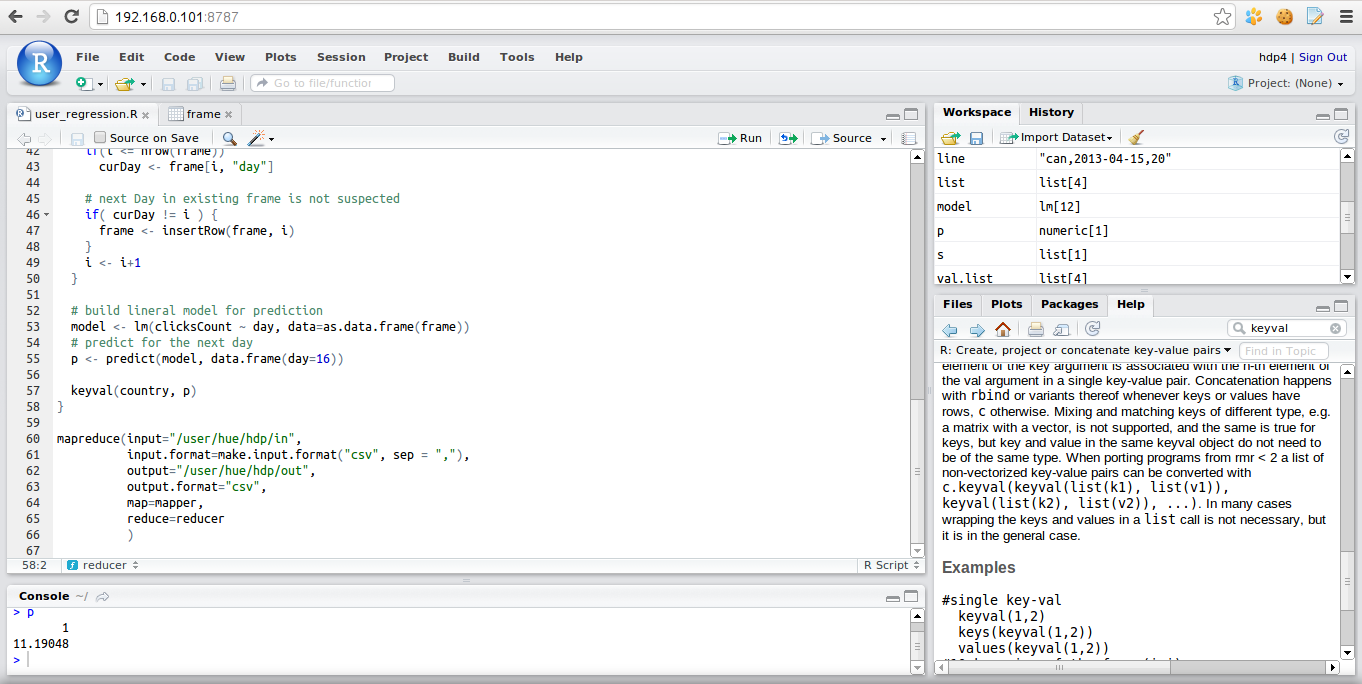 192.168.0.101:8787
R File Edit Code View Plots Session Project Build Tools Help
hdp4 | Sign Out
Go to file/function
Project: (None)
user_regression.R frame
Source on Save Run Source
42 if(i <= nrow(frame))
43 curDay <- frame[i, "day"]
44
45 # next Day in existing frame is not suspected
46 if( curDay != i ) {
47 frame <- insertRow(frame, i)
48 }
49 i <- i+1
50 }
51
52 # build lineral model for prediction
53 model <- lm(clicksCount ~ day, data=as.data.frame(frame))
54 # predict for the next day
55 p <- predict(model, data.frame(day=16))
56
57 keyval(country, p)
58 }
59
60 mapreduce(input="/user/hue/hdp/in",
61 input.format=make.input.format("csv", sep = ","),
62 output="/user/hue/hdp/out",
63 output.format="csv",
64 map=mapper,
65 reduce=reducer
66 )
67
58:2 reducer R Script
Console ~/
> p
1
11.19048
>
Workspace History
Import Dataset
line "can,2013-04-15,20"
list list[4]
model lm[12]
p numeric[1]
s list[1]
val.list list[4]
Files Plots Packages Help
keyval
R: Create, project or concatenate key-value pairs Find in Topic
element of the key argument is associated with the n-th element of
the val argument in a single key-value pair. Concatenation happens
with rbind or variants thereof whenever keys or values have
rows, c otherwise. Mixing and matching keys of different type, e.g.
a matrix with a vector, is not supported, and the same is true for
keys, but key and value in the same keyval object do not need to
be of the same type. When porting programs from rmr < 2 a list of
non-vectorized key-value pairs can be converted with
c.keyval(keyval(list(k1), list(v1)),
keyval(list(k2), list(v2)), ...). In many cases
wrapping the keys and values in a list call is not necessary, but
it is in the general case.
Examples
#single key-val
keyval(1,2)
keys(keyval(1,2))
values(keyval(1,2))